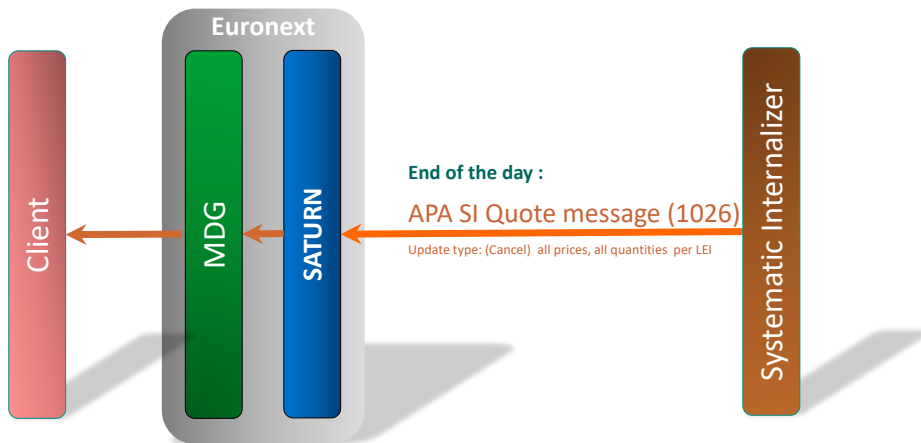 Euronext
Client
MDG
SATURN
End of the day :
APA SI Quote message (1026)
Update type: (Cancel) all prices, all quantities per LEI
Systematic Internalizer